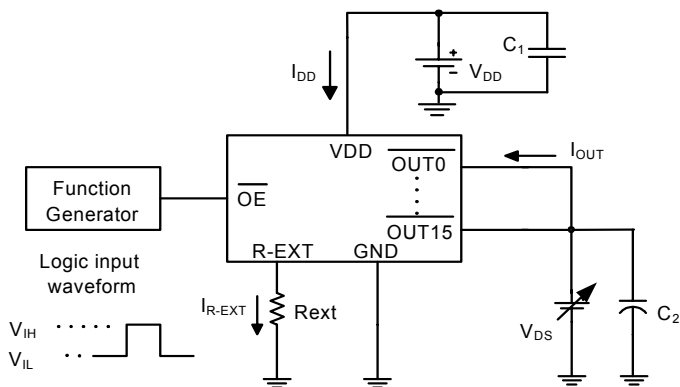 C1
IDD
+
-
VDD
VDD
OUT0
IOUT
Function
Generator
OE
OUT15
R-EXT
GND
Logic input
waveform
IR-EXT
Rext
VIH
VIL
VDS
C2